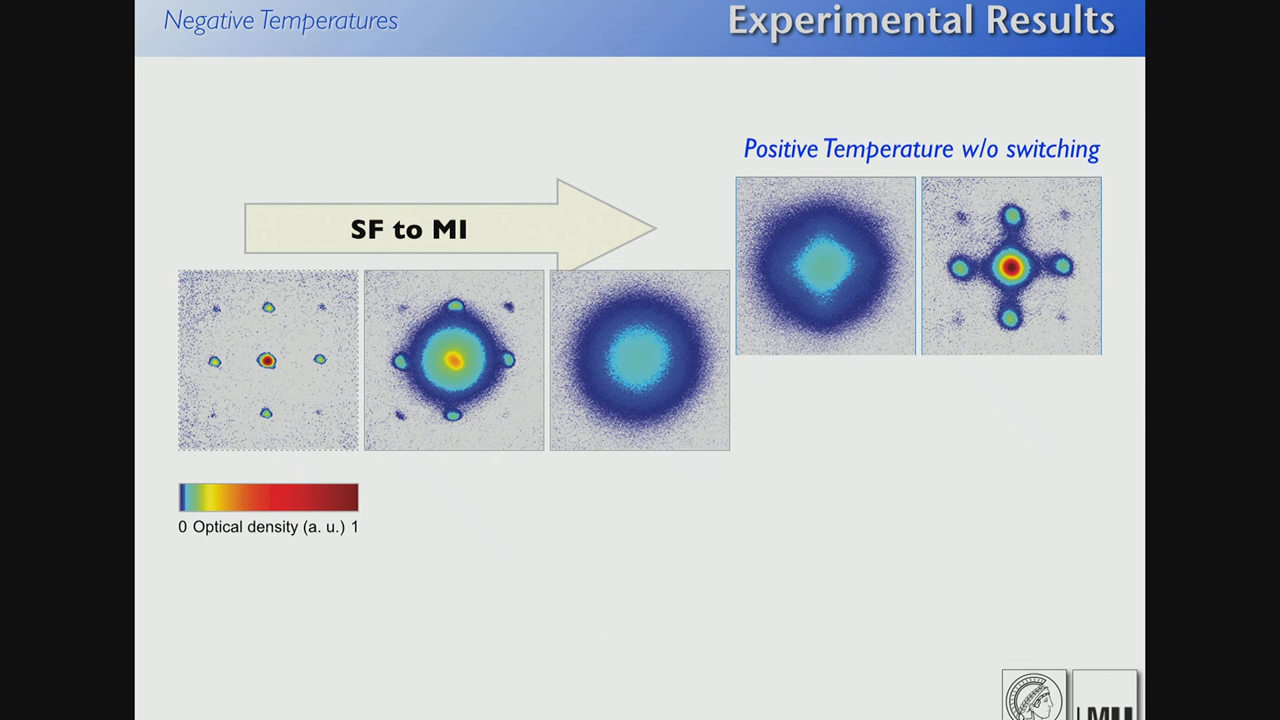 Negative Temperatures
Experimental Results
Positive Temperature w/o switching
SF to MI
0 Optical density (a. u.) 1
LMU